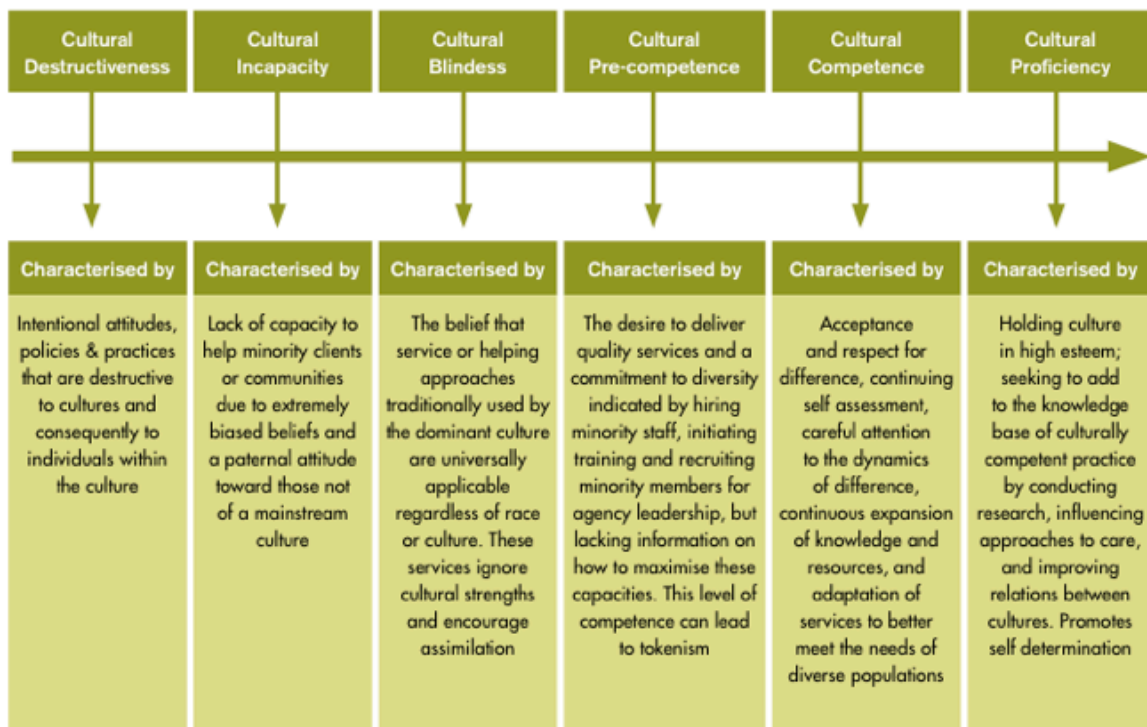 Cultural
Destructiveness
Cultural
Incapacity
Cultural
Blindess
Cultural
Pre-competence
Cultural
Competence
Cultural
Proficiency
Characterised by
Intentional attitudes,
policies & practices
that are destructive
to cultures and
consequently to
individuals within
the culture
Characterised by
Lack of capacity to
help minority clients
or communities
due to extremely
biased beliefs and
a paternal attitude
toward those not
of a mainstream
culture
Characterised by
The belief that
service or helping
approaches
traditionally used by
the dominant culture
are universally
applicable
regardless of race
or culture. These
services ignore
cultural strengths
and encourage
assimilation
Characterised by
The desire to deliver
quality services and a
commitment to diversity
indicated by hiring
minority staff, initiating
training and recruiting
minority members for
agency leadership, but
lacking information on
how to maximise these
capacities. This level of
competence can lead
to tokenism
Characterised by
Acceptance
and respect for
difference, continuing
self assessment,
careful attention
to the dynamics
of difference,
continuous expansion
of knowledge and
resources, and
adaptation of
services to better
meet the needs of
diverse populations
Characterised by
Holding culture
in high esteem;
seeking to add
to the knowledge
base of culturally
competent practice
by conducting
research, influencing
approaches to care,
and improving
relations between
cultures. Promotes
self determination